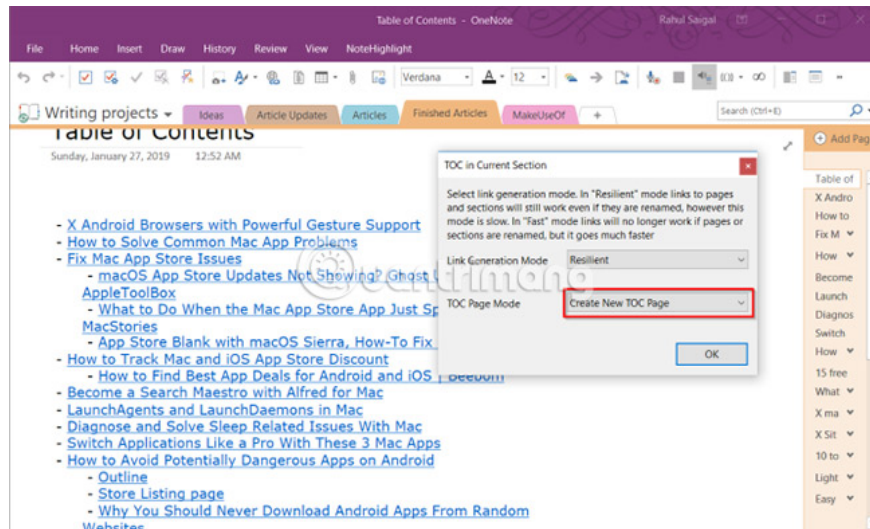 Table of Contents - OneNote
Rahul Saigal
File Home Insert Draw History Review View NoteHighlight
Verdana 12
Writing projects Ideas Article Updates Articles Finished Articles MakeUseOf + Search (Ctrl+E)
Table of Contents
Sunday, January 27, 2019 12:52 AM
- X Android Browsers with Powerful Gesture Support
- How to Solve Common Mac App Problems
- Fix Mac App Store Issues
- macOS App Store Updates Not Showing? Ghost
AppleToolBox
- What to Do When the Mac App Store App Just Sp
MacStories
- App Store Blank with macOS Sierra, How-To Fix
- How to Track Mac and iOS App Store Discount
- How to Find Best App Deals for Android and iOS | Beebom
- Become a Search Maestro with Alfred for Mac
- LaunchAgents and LaunchDaemons in Mac
- Diagnose and Solve Sleep Related Issues With Mac
- Switch Applications Like a Pro With These 3 Mac Apps
- How to Avoid Potentially Dangerous Apps on Android
- Outline
- Store Listing page
- Why You Should Never Download Android Apps From Random
Websites
TOC in Current Section
Select link generation mode. In "Resilient" mode links to pages
and sections will still work even if they are renamed, however this
mode is slow. In "Fast" mode links will no longer work if pages or
sections are renamed, but it goes much faster
Link Generation Mode Resilient
TOC Page Mode Create New TOC Page
OK
Add Pag
Table of
X Andro
How to
Fix M
How
Become
Launch
Diagnos
Switch
How
15 free
What
X ma
X Sit
10 to
Light
Easy
uantrimang